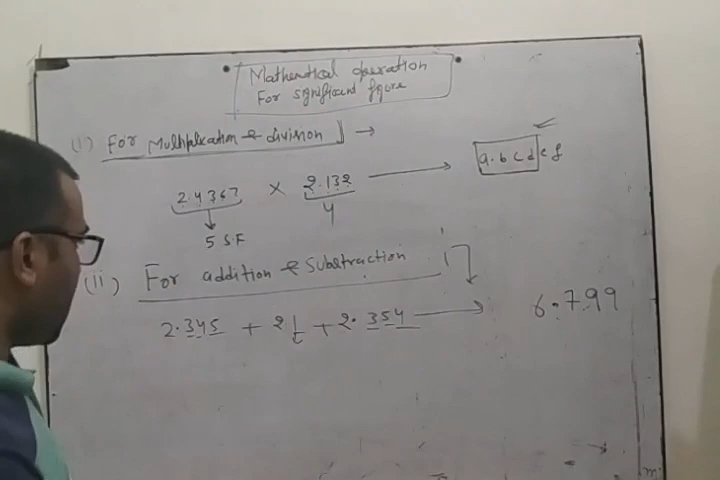 Mathematical operation
For significant figure
(i) For Multiplication & division →
2.4367 × 2.132 → a.bcdef
5 S.F 4
(ii) For addition & Substraction
2.345 + 2 + 2.354 → 6.799